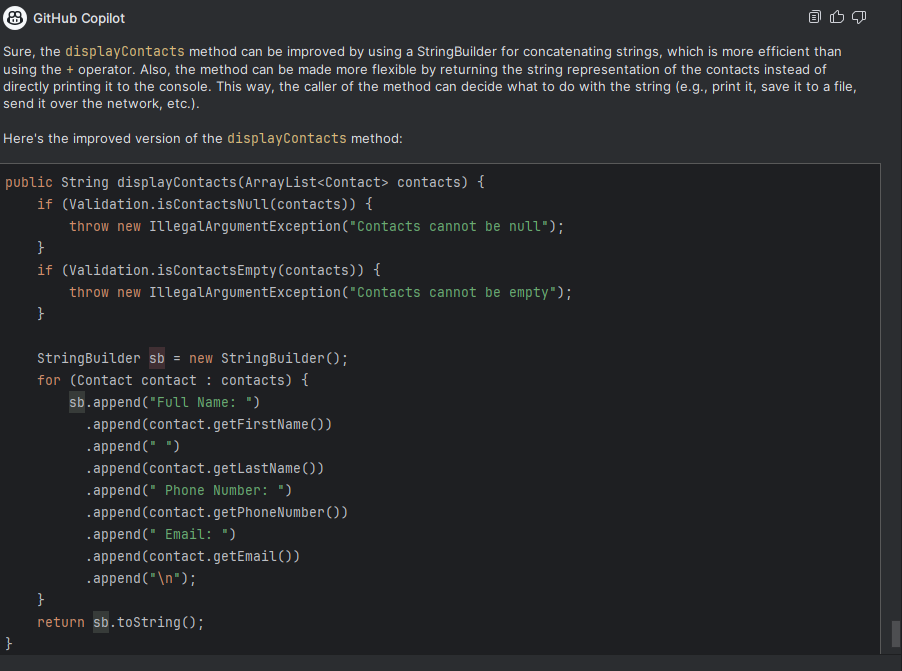 GitHub Copilot
Sure, the displayContacts method can be improved by using a StringBuilder for concatenating strings, which is more efficient than
using the + operator. Also, the method can be made more flexible by returning the string representation of the contacts instead of
directly printing it to the console. This way, the caller of the method can decide what to do with the string (e.g., print it, save it to a file,
send it over the network, etc.).
Here's the improved version of the displayContacts method:
public String displayContacts(ArrayList<Contact> contacts) {
    if (Validation.isContactsNull(contacts)) {
        throw new IllegalArgumentException("Contacts cannot be null");
    }
    if (Validation.isContactsEmpty(contacts)) {
        throw new IllegalArgumentException("Contacts cannot be empty");
    }
    StringBuilder sb = new StringBuilder();
    for (Contact contact : contacts) {
        sb.append("Full Name: ")
          .append(contact.getFirstName())
          .append(" ")
          .append(contact.getLastName())
          .append(" Phone Number: ")
          .append(contact.getPhoneNumber())
          .append(" Email: ")
          .append(contact.getEmail())
          .append("\n");
    }
    return sb.toString();
}